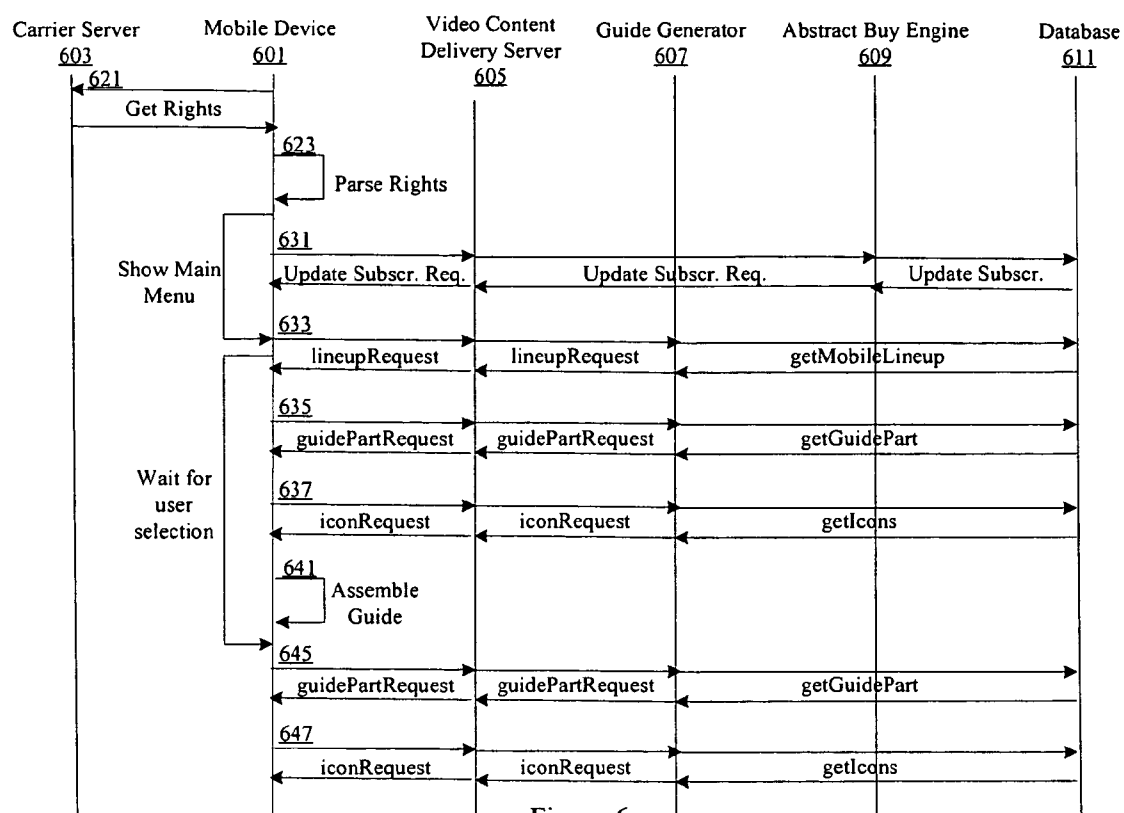 Carrier Server
603
Mobile Device
601
Video Content
Delivery Server
605
Guide Generator
607
Abstract Buy Engine
609
Database
611
621
Get Rights
623
Parse Rights
Show Main
Menu
631
Update Subscr. Req.
Update Subscr. Req.
Update Subscr.
633
lineupRequest
lineupRequest
getMobileLineup
Wait for
user
selection
635
guidePartRequest
guidePartRequest
getGuidePart
637
iconRequest
iconRequest
getIcons
641
Assemble
Guide
645
guidePartRequest
guidePartRequest
getGuidePart
647
iconRequest
iconRequest
getIcons